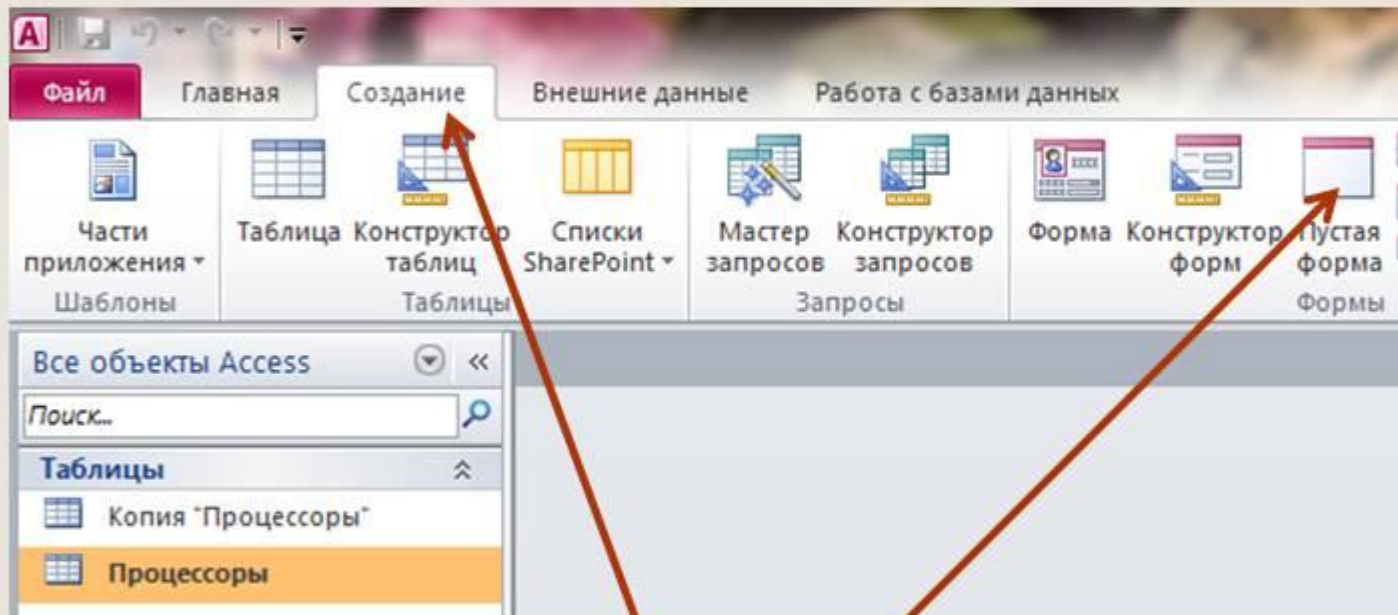 A
Файл Главная Создание Внешние данные Работа с базами данных
Части Таблица Конструктор Списки Мастер Конструктор Форма Конструктор Пустая
приложения таблиц SharePoint запросов запросов форм форма
Шаблоны Таблицы Запросы Формы
Все объекты Access «
Поиск...
Таблицы
Копия "Процессоры"
Процессоры